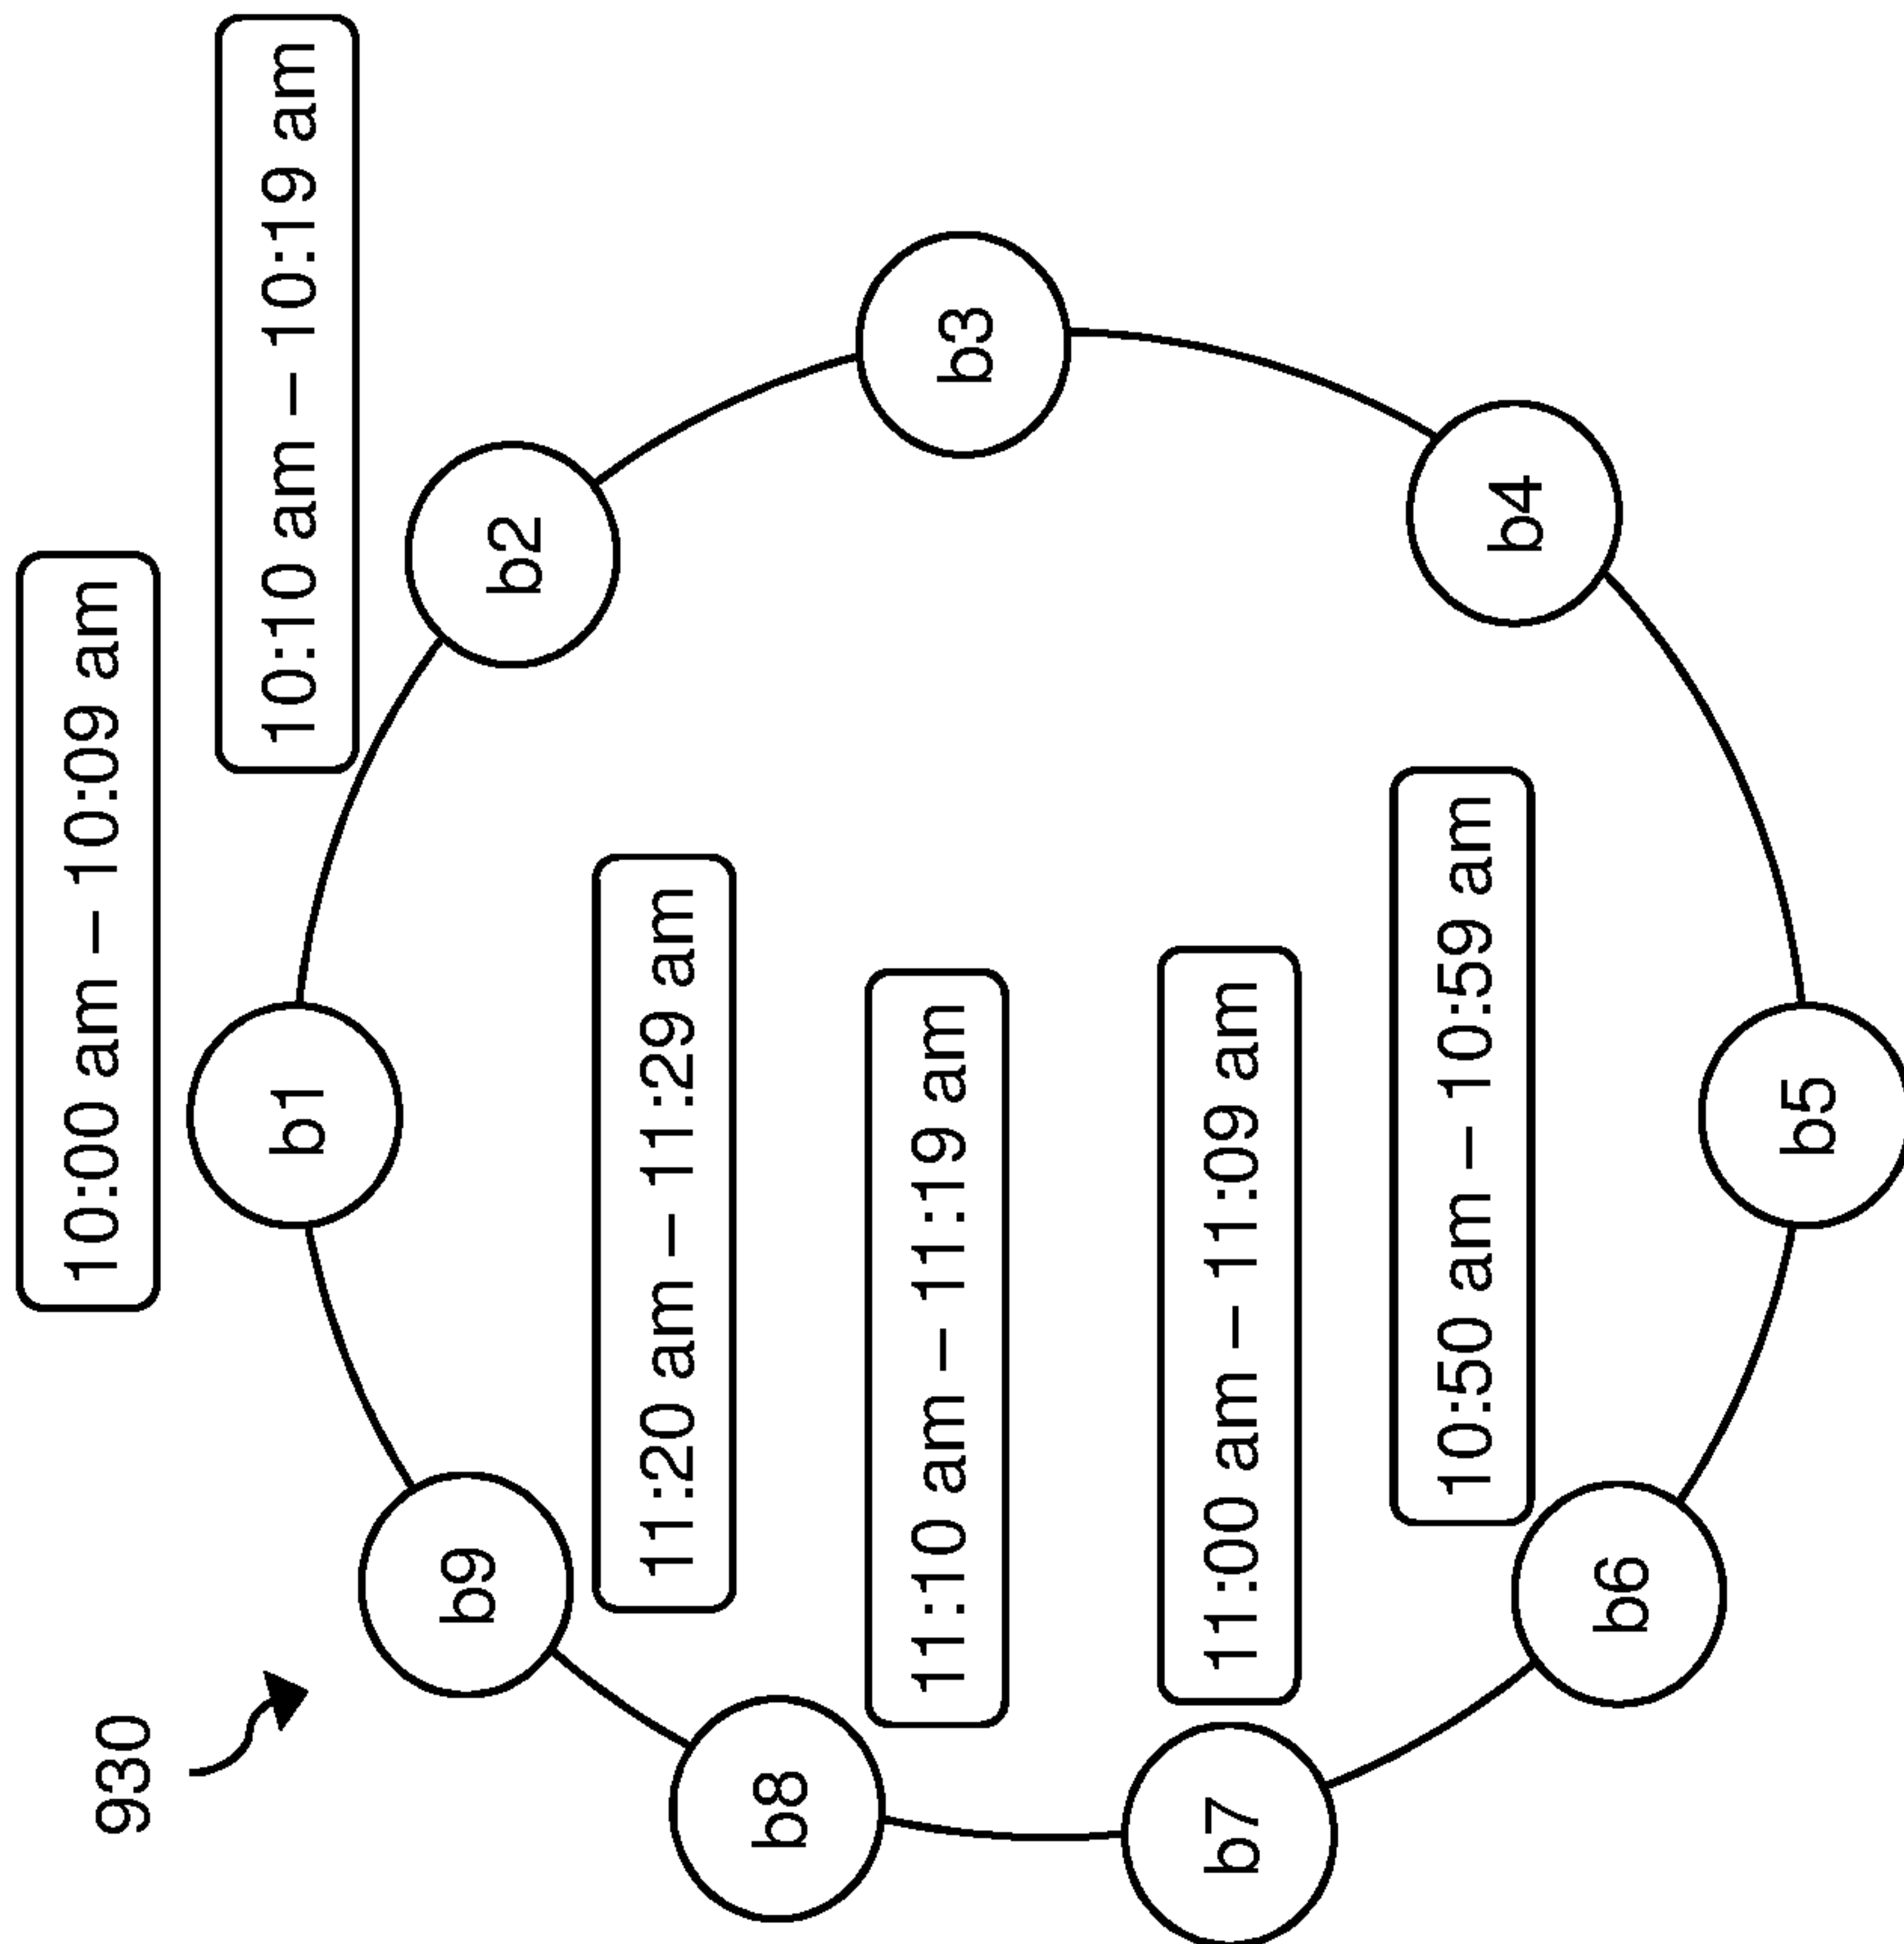 930
10:00 am – 10:09 am
b1
10:10 am – 10:19 am
b2
b3
b4
b5
10:50 am – 10:59 am
b6
11:00 am – 11:09 am
b7
11:10 am – 11:19 am
b8
11:20 am – 11:29 am
b9